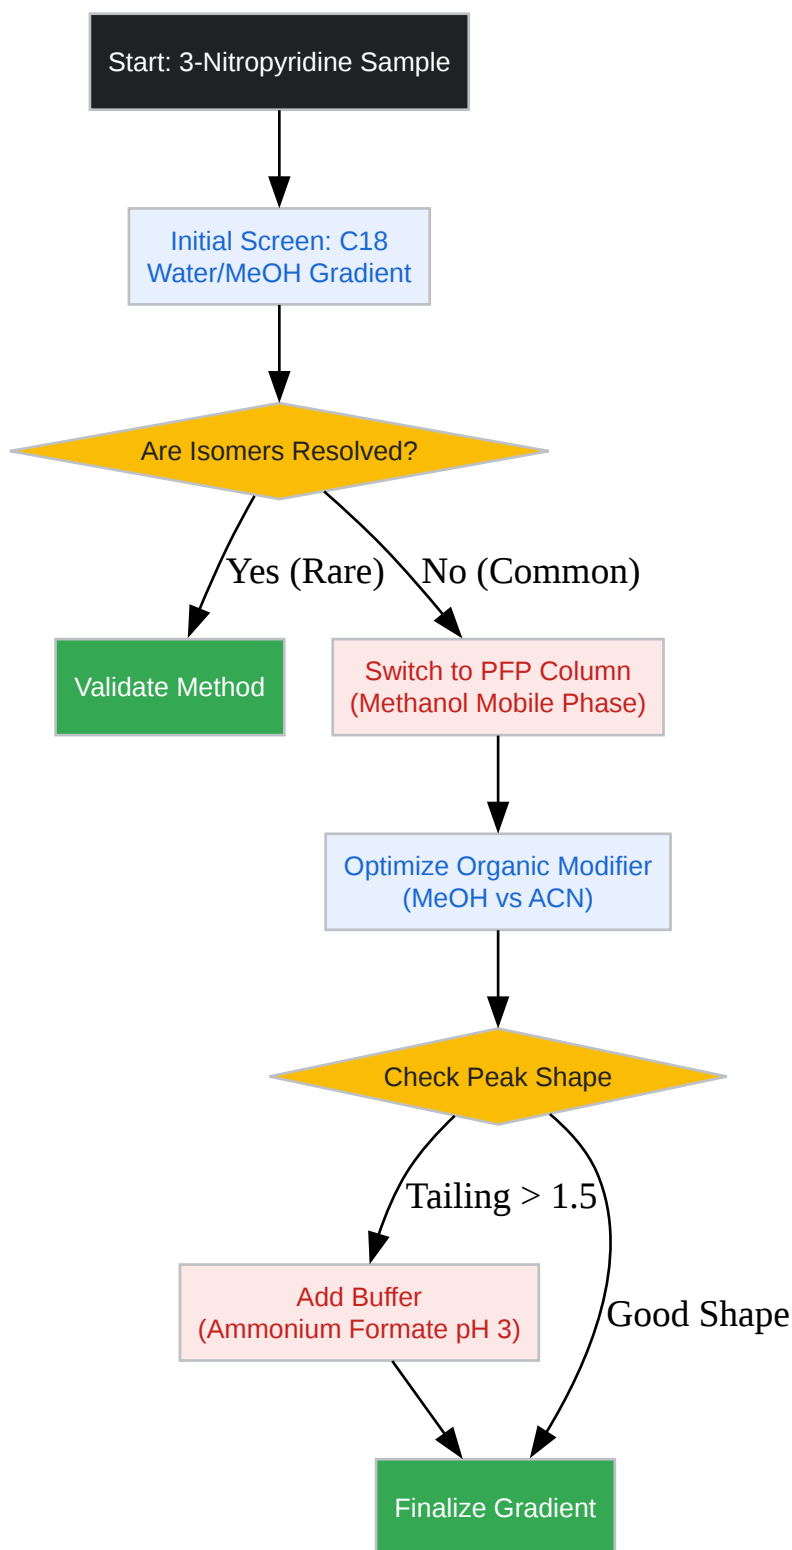 Start: 3-Nitropyridine Sample
Initial Screen: C18
Water/MeOH Gradient
Are Isomers Resolved?
Yes (Rare)
No (Common)
Validate Method
Switch to PFP Column
(Methanol Mobile Phase)
Optimize Organic Modifier
(MeOH vs ACN)
Check Peak Shape
Tailing > 1.5
Add Buffer
(Ammonium Formate pH 3)
Good Shape
Finalize Gradient